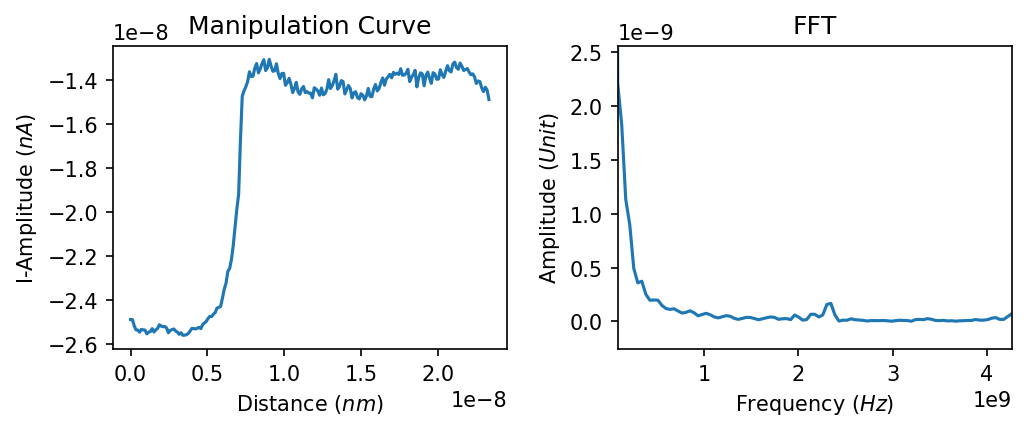 Manipulation Curve
1e−8
I-Amplitude (nA)
−1.4
−1.6
−1.8
−2.0
−2.2
−2.4
−2.6
0.0 0.5 1.0 1.5 2.0
1e−8
Distance (nm)
FFT
1e−9
Amplitude (Unit)
2.5
2.0
1.5
1.0
0.5
0.0
1 2 3 4
1e9
Frequency (Hz)